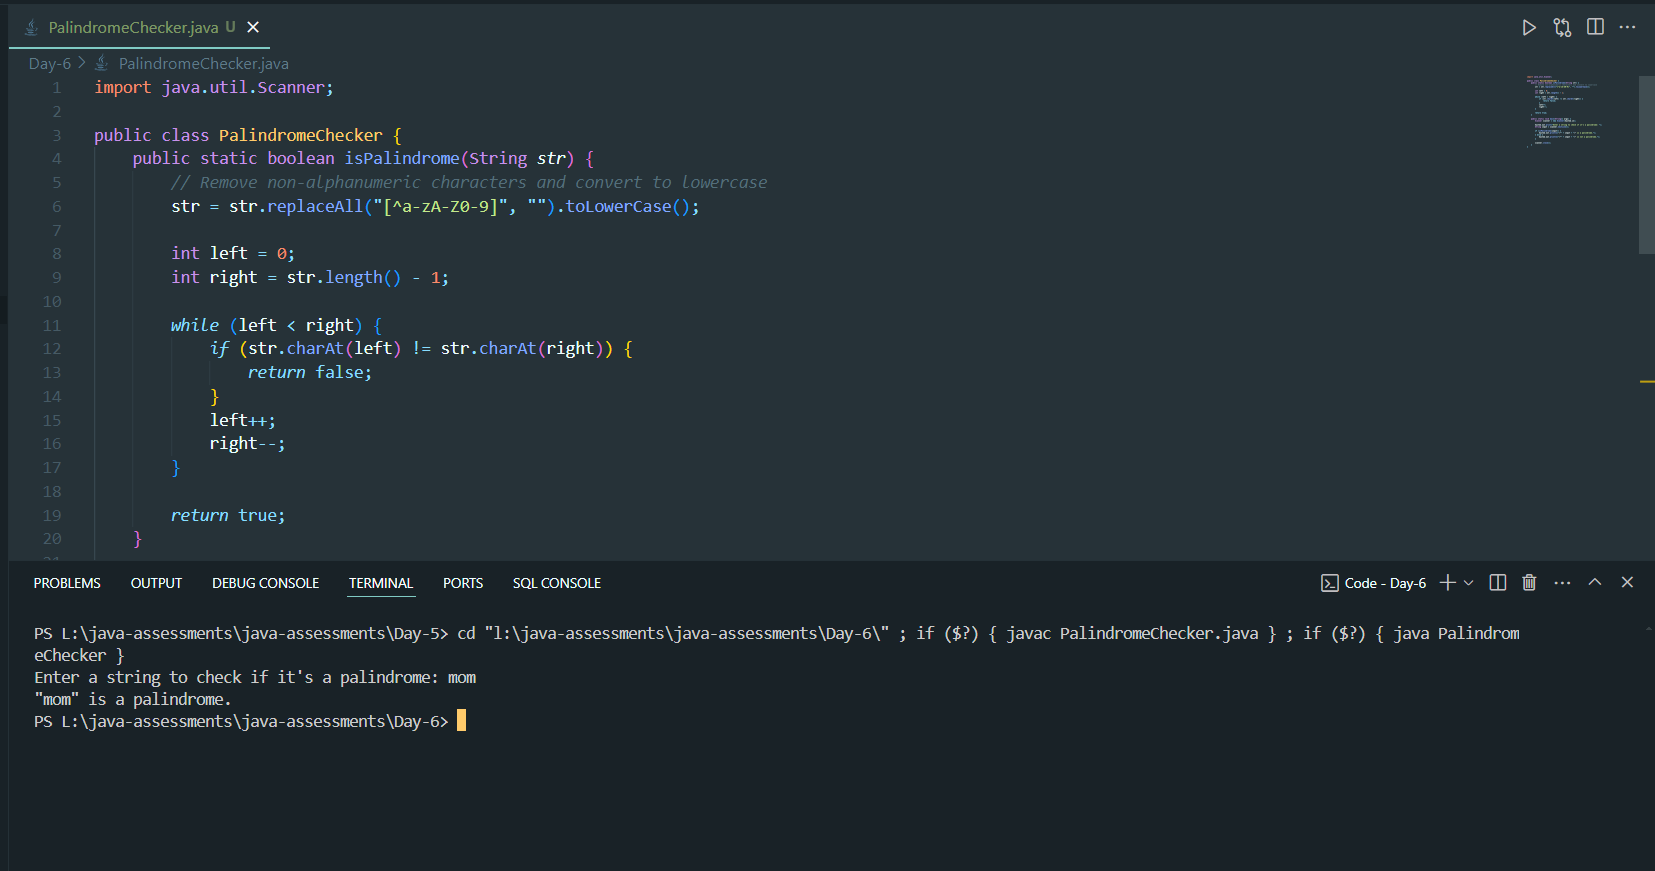 PalindromeChecker.java U
Day-6 > PalindromeChecker.java
1 import java.util.Scanner;
2
3 public class PalindromeChecker {
4     public static boolean isPalindrome(String str) {
5         // Remove non-alphanumeric characters and convert to lowercase
6         str = str.replaceAll("[^a-zA-Z0-9]", "").toLowerCase();
7
8         int left = 0;
9         int right = str.length() - 1;
10
11         while (left < right) {
12             if (str.charAt(left) != str.charAt(right)) {
13                 return false;
14             }
15             left++;
16             right--;
17         }
18
19         return true;
20     }
PROBLEMS OUTPUT DEBUG CONSOLE TERMINAL PORTS SQL CONSOLE Code - Day-6
PS L:\java-assessments\java-assessments\Day-5> cd "l:\java-assessments\java-assessments\Day-6\" ; if ($?) { javac PalindromeChecker.java } ; if ($?) { java Palindrom
eChecker }
Enter a string to check if it's a palindrome: mom
"mom" is a palindrome.
PS L:\java-assessments\java-assessments\Day-6>